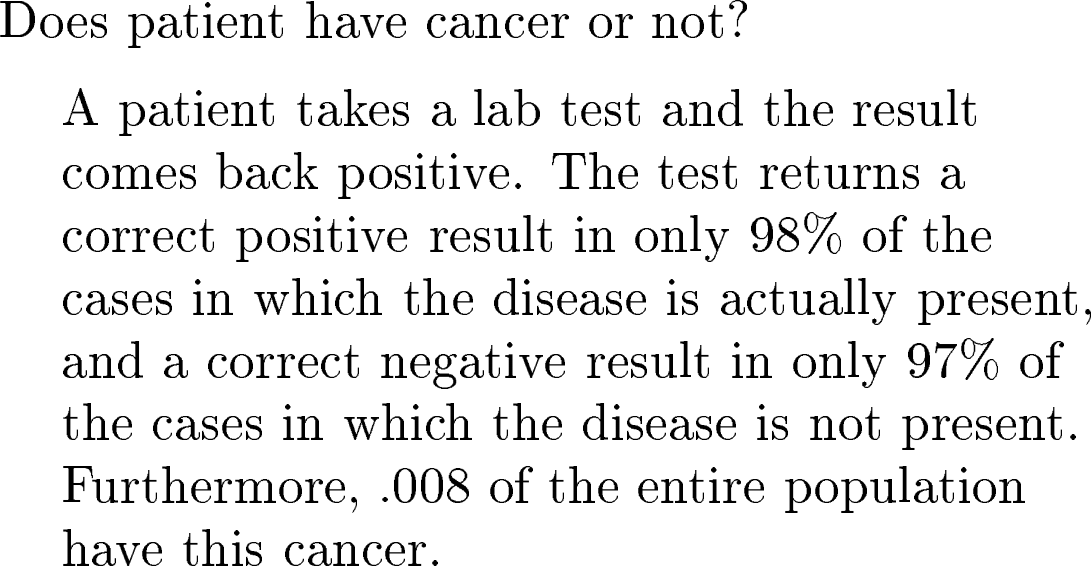 Does patient have cancer or not?
A patient takes a lab test and the result
comes back positive. The test returns a
correct positive result in only 98% of the
cases in which the disease is actually present,
and a correct negative result in only 97% of
the cases in which the disease is not present.
Furthermore, .008 of the entire population
have this cancer.